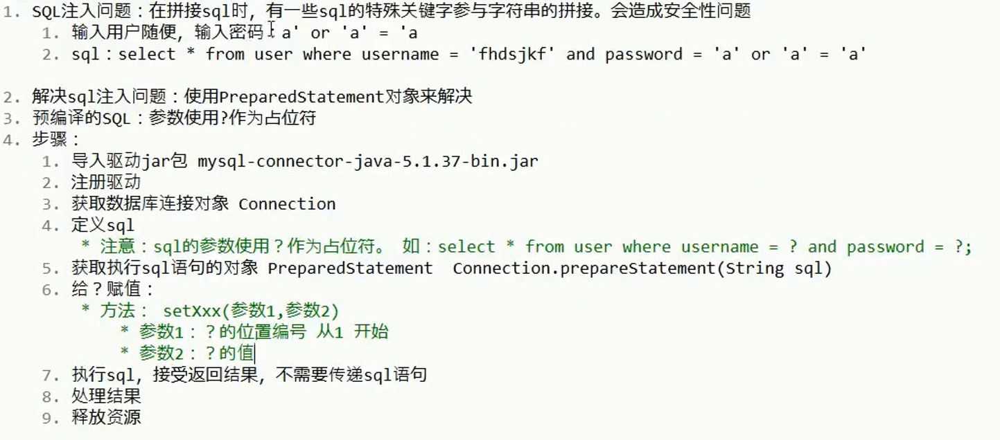 1. SQL注入问题：在拼接sql时，有一些sql的特殊关键字参与字符串的拼接。会造成安全性问题
1. 输入用户随便，输入密码：a' or 'a' = 'a
2. sql：select * from user where username = 'fhdsjkf' and password = 'a' or 'a' = 'a'
2. 解决sql注入问题：使用PreparedStatement对象来解决
3. 预编译的SQL：参数使用?作为占位符
4. 步骤：
1. 导入驱动jar包 mysql-connector-java-5.1.37-bin.jar
2. 注册驱动
3. 获取数据库连接对象 Connection
4. 定义sql
* 注意：sql的参数使用？作为占位符。 如：select * from user where username = ? and password = ?;
5. 获取执行sql语句的对象 PreparedStatement  Connection.prepareStatement(String sql)
6. 给？赋值：
* 方法： setXxx(参数1,参数2)
* 参数1：？的位置编号 从1 开始
* 参数2：？的值
7. 执行sql，接受返回结果，不需要传递sql语句
8. 处理结果
9. 释放资源